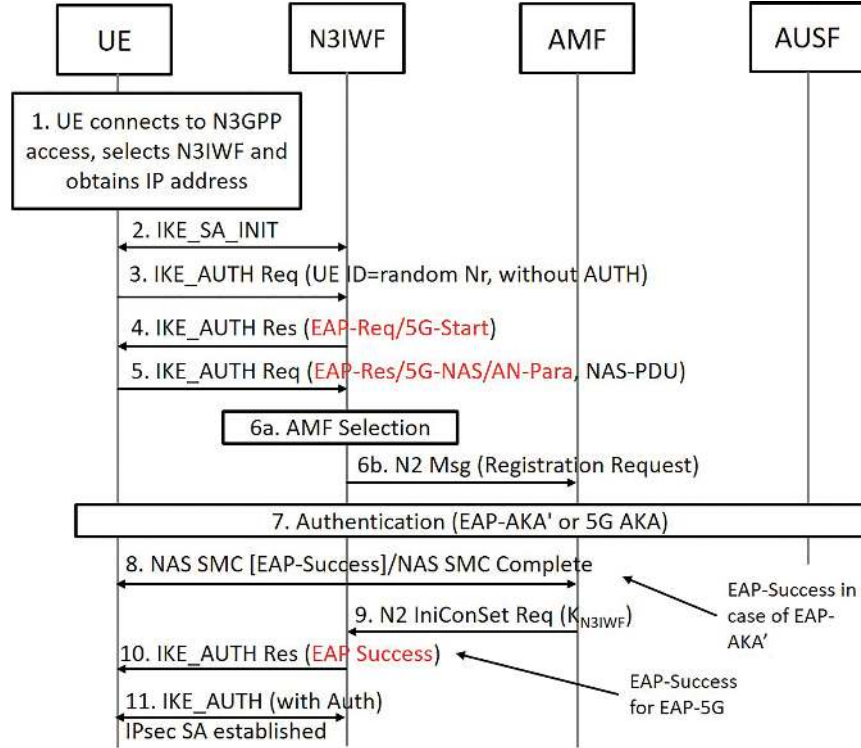 UE
N3IWF
AMF
AUSF
1. UE connects to N3GPP
access, selects N3IWF and
obtains IP address
2. IKE_SA_INIT
3. IKE_AUTH Req (UE ID=random Nr, without AUTH)
4. IKE_AUTH Res (EAP-Req/5G-Start)
5. IKE_AUTH Req (EAP-Res/5G-NAS/AN-Para, NAS-PDU)
6a. AMF Selection
6b. N2 Msg (Registration Request)
7. Authentication (EAP-AKA' or 5G AKA)
8. NAS SMC [EAP-Success]/NAS SMC Complete
EAP-Success in
case of EAP-
AKA’
9. N2 IniConSet Req (KN3IWF)
10. IKE_AUTH Res (EAP Success)
EAP-Success
for EAP-5G
11. IKE_AUTH (with Auth)
IPsec SA established